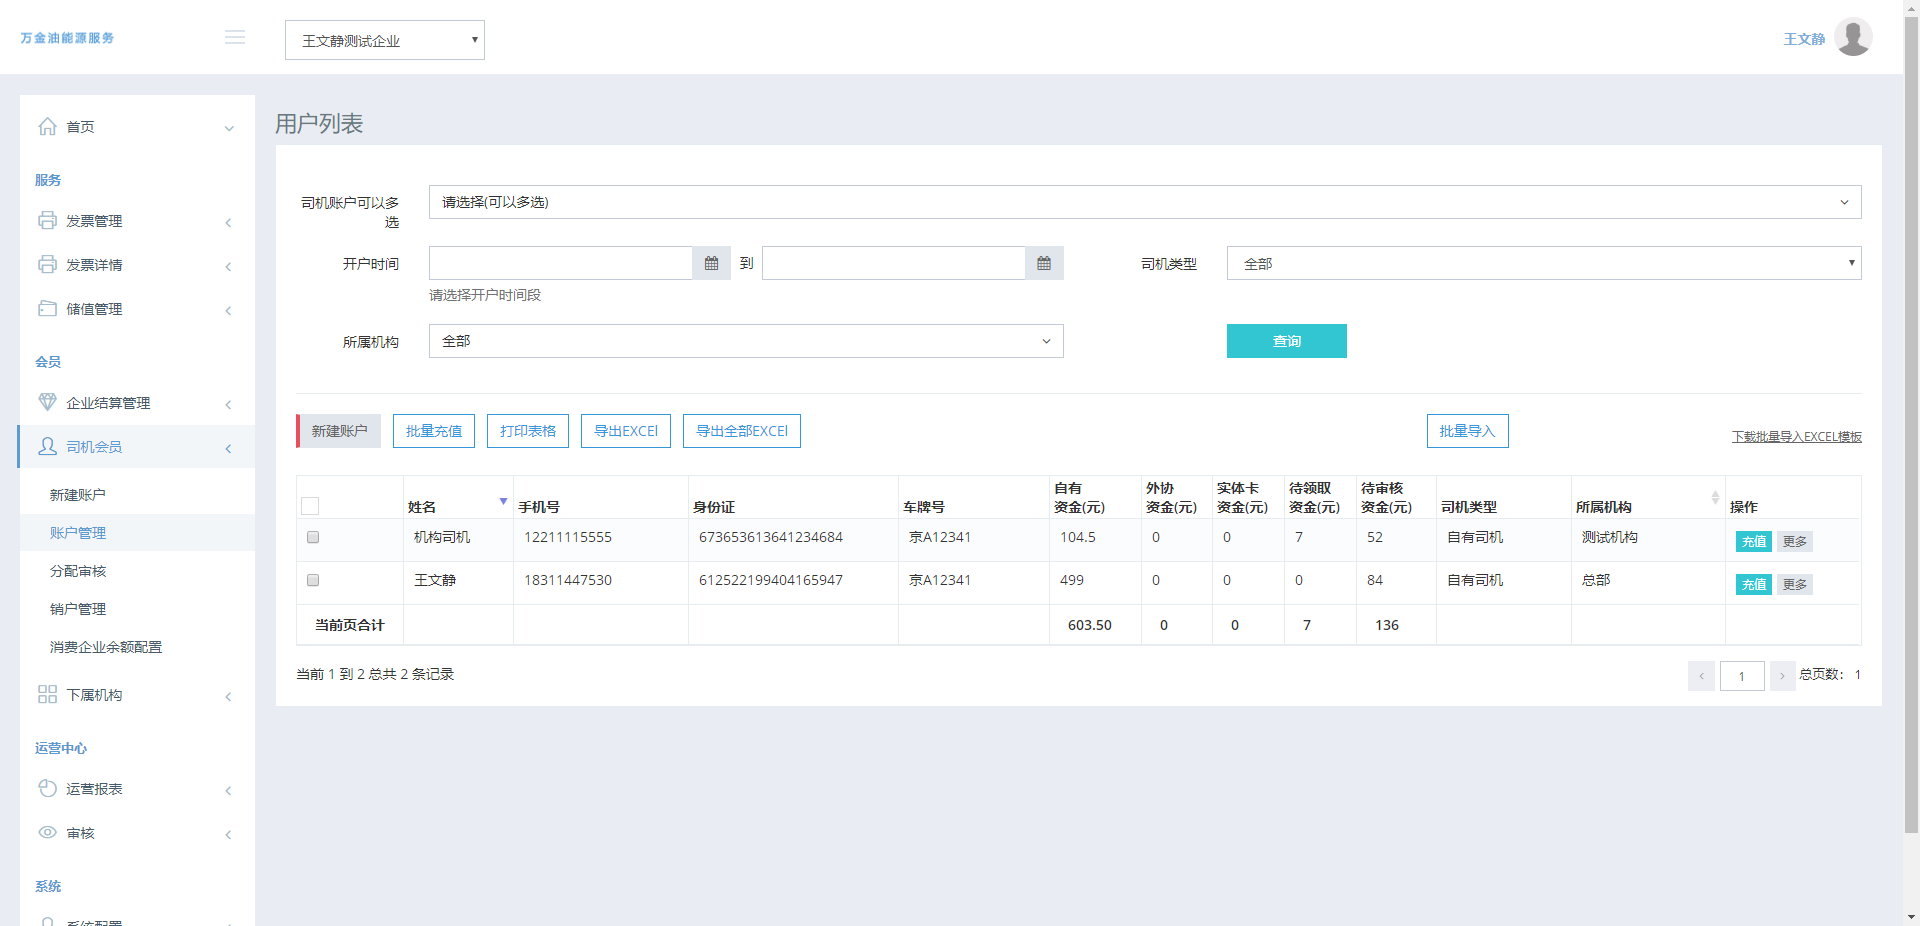 万金油能源服务
王文静测试企业
王文静
首页
服务
发票管理
发票详情
储值管理
会员
企业结算管理
司机会员
新建账户
账户管理
分配审核
销户管理
消费企业余额配置
下属机构
运营中心
运营报表
审核
系统
系统配置
用户列表
司机账户可以多
选
请选择(可以多选)
开户时间
到
请选择开户时间段
司机类型
全部
所属机构
全部
查询
新建账户
批量充值
打印表格
导出EXCEl
导出全部EXCEl
批量导入
下载批量导入EXCEL模板
姓名 手机号 身份证 车牌号 自有资金(元) 外协资金(元) 实体卡资金(元) 待领取资金(元) 待审核资金(元) 司机类型 所属机构 操作
机构司机 12211115555 673653613641234684 京A12341 104.5 0 0 7 52 自有司机 测试机构 充值 更多
王文静 18311447530 612522199404165947 京A12341 499 0 0 0 84 自有司机 总部 充值 更多
当前页合计 603.50 0 0 7 136
当前 1 到 2 总共 2 条记录
1
总页数： 1